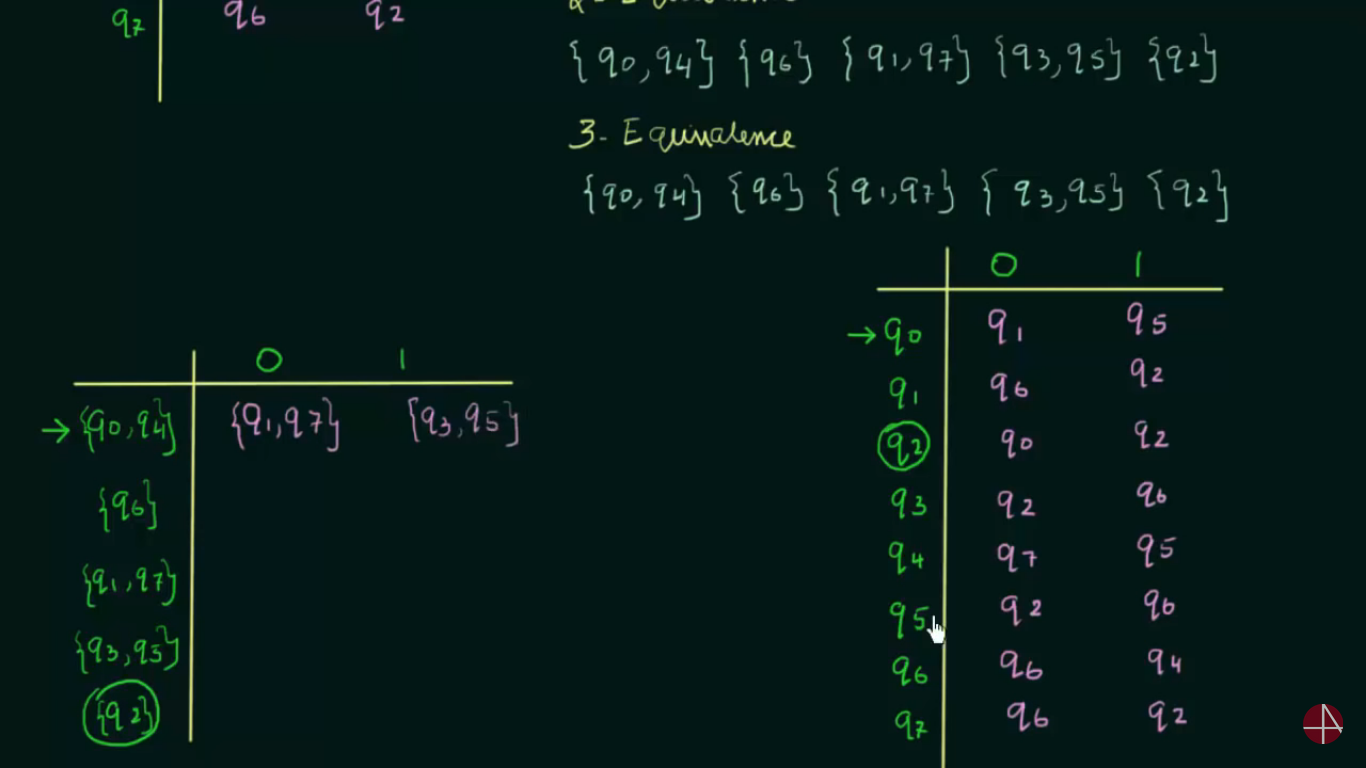 q7 q6 q2
{q0,q4} {q6} {q1,q7} {q3,q5} {q2}
3- Equivalence
{q0,q4} {q6} {q1,q7} {q3,q5} {q2}
0 1
→{q0,q4} {q1,q7} {q3,q5}
{q6}
{q1,q7}
{q3,q5}
{q2}
0 1
→q0 q1 q5
q1 q6 q2
q2 q0 q2
q3 q2 q6
q4 q7 q5
q5 q2 q6
q6 q6 q4
q7 q6 q2